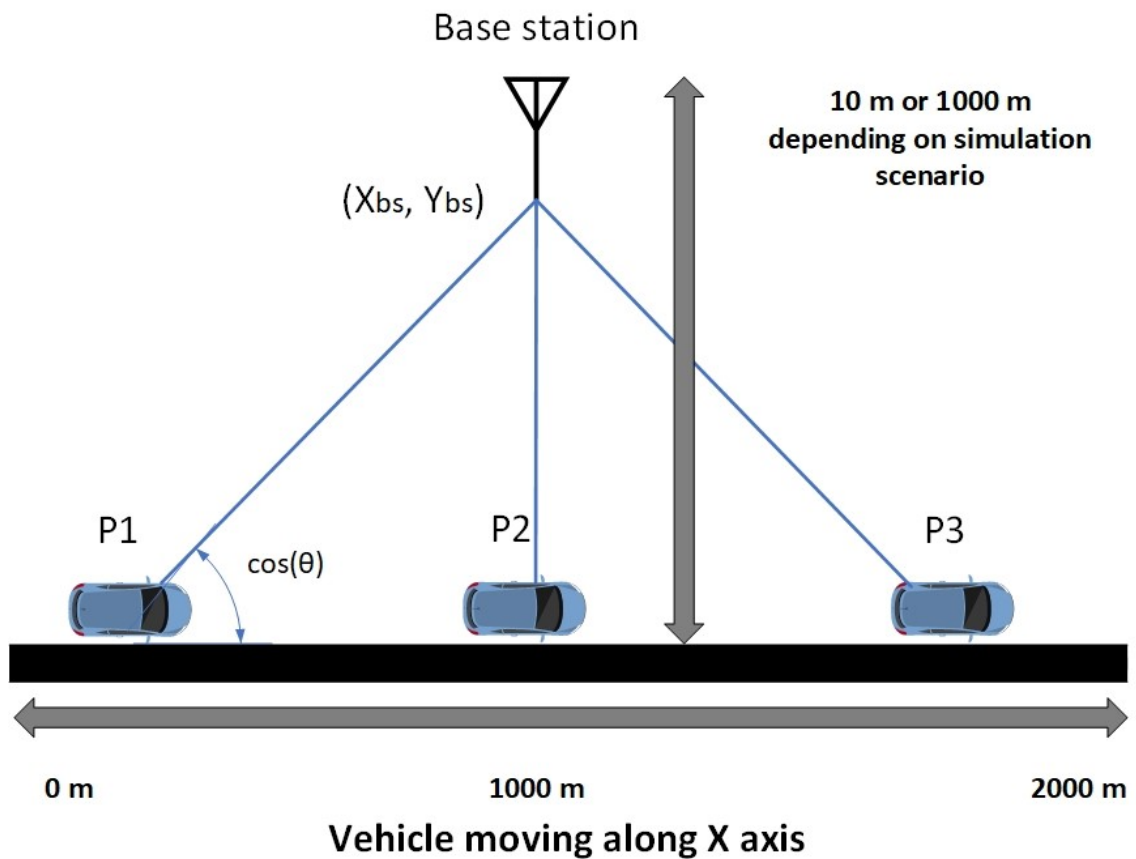 Base station
10 m or 1000 m
depending on simulation
scenario
(Xbs, Ybs)
P1
P2
P3
cos(θ)
0 m
1000 m
2000 m
Vehicle moving along X axis